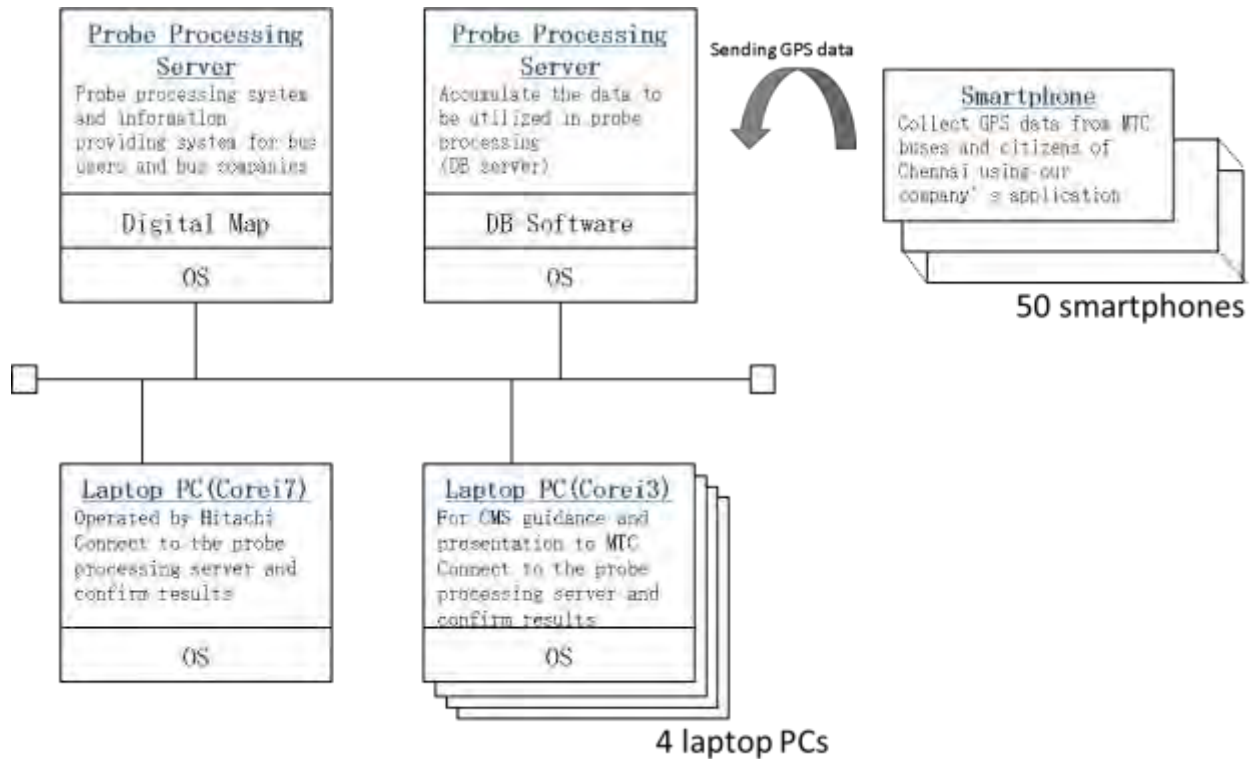 Probe Processing
Server
Probe processing system
and information
providing system for bus
users and bus companies
Digital Map
OS
Probe Processing
Server
Accumulate the data to
be utilized in probe
processing
(DB server)
DB Software
OS
Sending GPS data
Smartphone
Collect GPS data from MTC
buses and citizens of
Chennai using our
company's application
50 smartphones
Laptop PC(Corei7)
Operated by Hitachi
Connect to the probe
processing server and
confirm results
OS
Laptop PC(Corei3)
For CMS guidance and
presentation to MTC
Connect to the probe
processing server and
confirm results
OS
4 laptop PCs